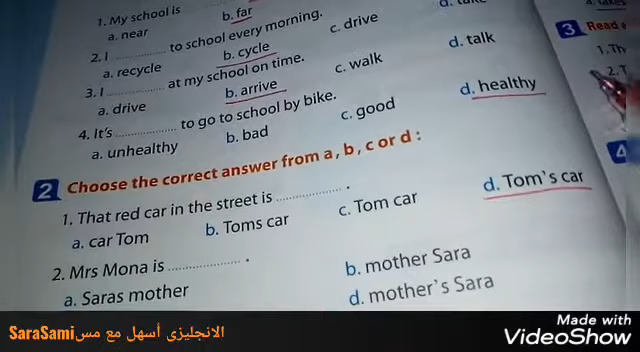 1. My school is
a. near
b. far
2. I ............... to school every morning.
a. recycle
b. cycle
c. drive
d. talk
3. I ............... at my school on time.
a. drive
b. arrive
c. walk
d. healthy
4. It's ............... to go to school by bike.
a. unhealthy
b. bad
c. good
2 Choose the correct answer from a, b, c or d :
1. That red car in the street is ............... .
a. car Tom
b. Toms car
c. Tom car
d. Tom's car
2. Mrs Mona is ............... .
a. Saras mother
b. mother Sara
d. mother's Sara
3 Read
1. Th
2. T
4
الانجليزى أسهل مع مس SaraSami
Made with
VideoShow